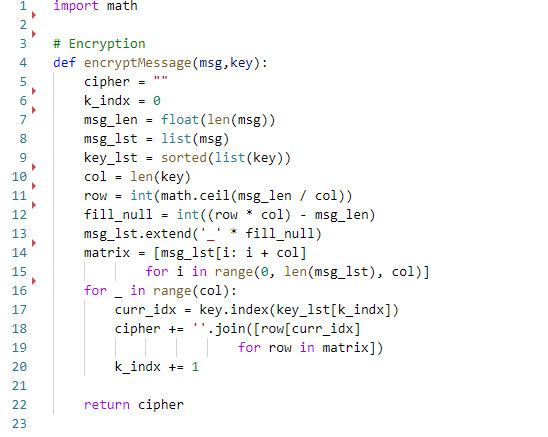 1 import math
2
3 # Encryption
4 def encryptMessage(msg,key):
5     cipher = ""
6     k_indx = 0
7     msg_len = float(len(msg))
8     msg_lst = list(msg)
9     key_lst = sorted(list(key))
10     col = len(key)
11     row = int(math.ceil(msg_len / col))
12     fill_null = int((row * col) - msg_len)
13     msg_lst.extend('_' * fill_null)
14     matrix = [msg_lst[i: i + col]
15             for i in range(0, len(msg_lst), col)]
16     for _ in range(col):
17         curr_idx = key.index(key_lst[k_indx])
18         cipher += ''.join([row[curr_idx]
19                         for row in matrix])
20         k_indx += 1
21
22     return cipher
23